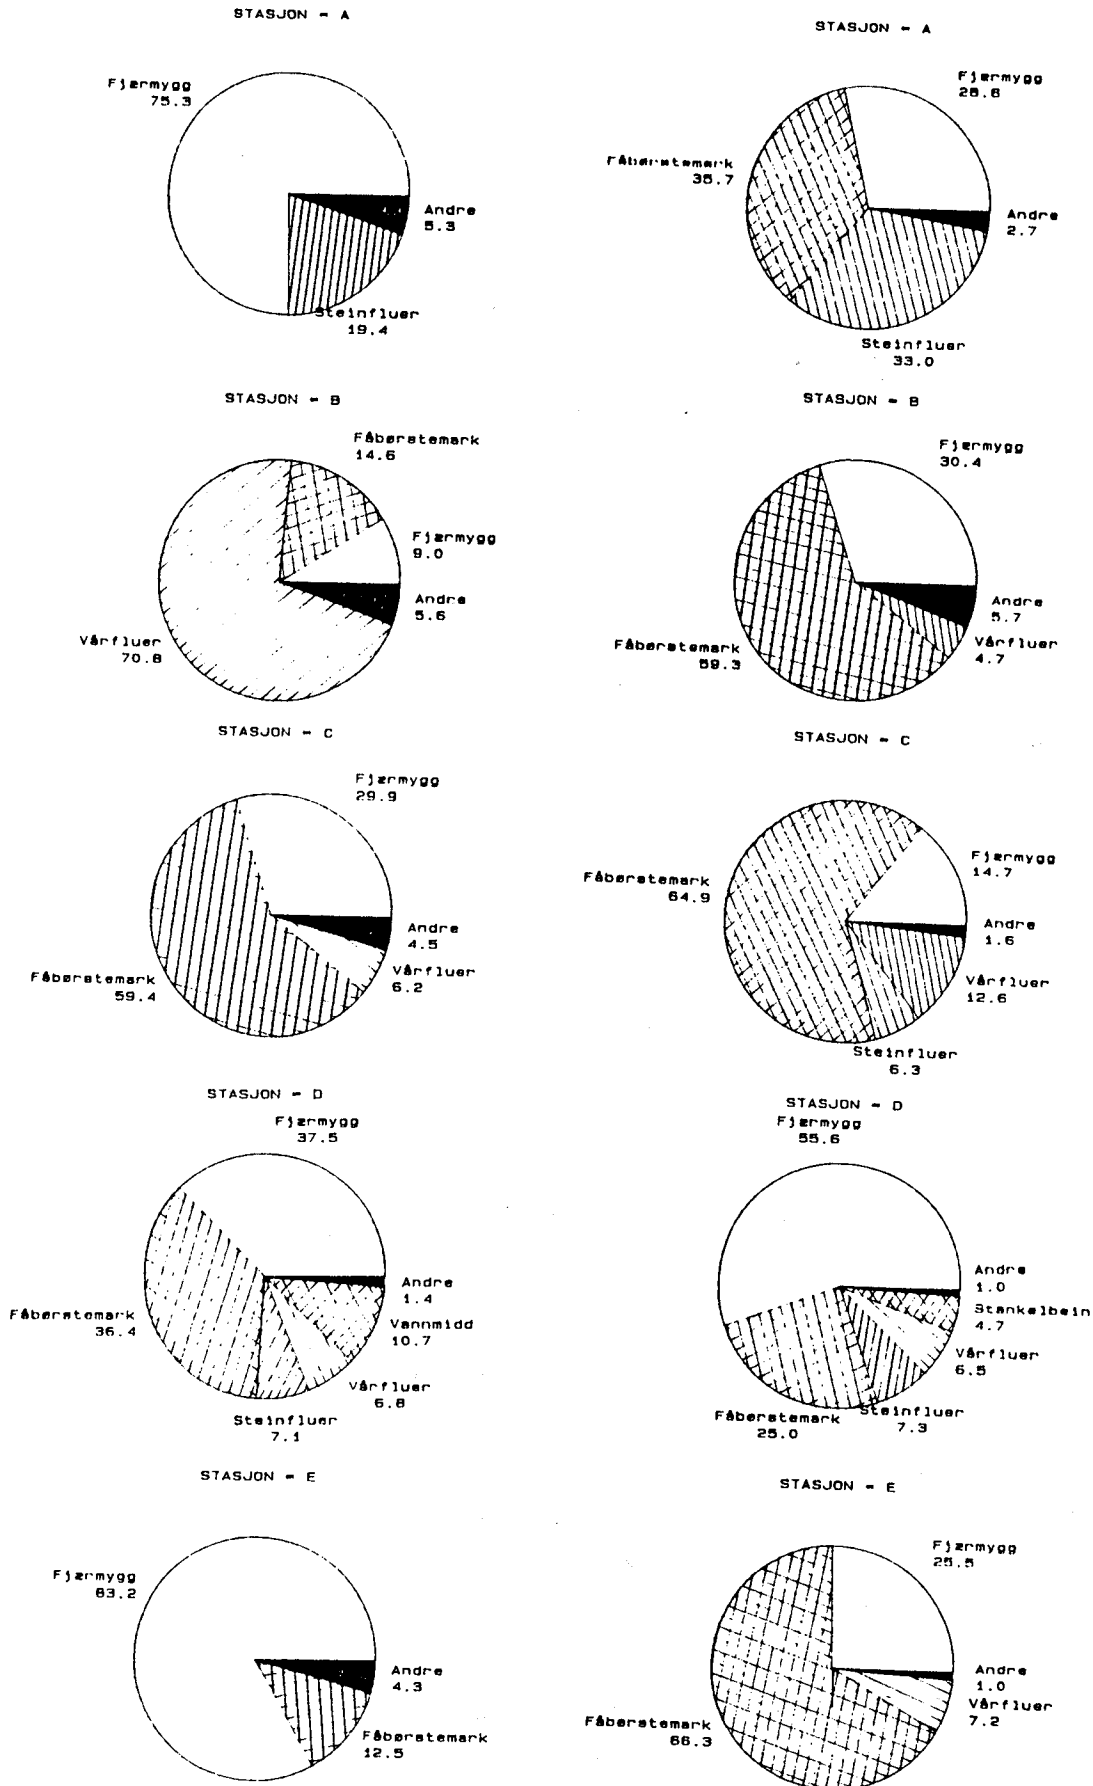 STASJON - A
Fjærmygg
75.3
Andre
5.3
Steinfluer
19.4
STASJON - A
Fjærmygg
28.6
Fåbørstemark
35.7
Andre
2.7
Steinfluer
33.0
STASJON - B
Fåbørstemark
14.6
Fjærmygg
9.0
Andre
5.6
Vårfluer
70.8
STASJON - B
Fjærmygg
30.4
Andre
5.7
Vårfluer
4.7
Fåbørstemark
59.3
STASJON - C
Fjærmygg
29.9
Andre
4.5
Vårfluer
6.2
Fåbørstemark
59.4
STASJON - C
Fjærmygg
14.7
Fåbørstemark
64.9
Andre
1.6
Vårfluer
12.6
Steinfluer
6.3
STASJON - D
Fjærmygg
37.5
Andre
1.4
Vannmidd
10.7
Fåbørstemark
36.4
Vårfluer
6.8
Steinfluer
7.1
STASJON - D
Fjærmygg
55.6
Andre
1.0
Stankelbein
4.7
Vårfluer
6.5
Steinfluer
7.3
Fåbørstemark
25.0
STASJON - E
Fjærmygg
83.2
Andre
4.3
Fåbørstemark
12.5
STASJON - E
Fjærmygg
25.5
Andre
1.0
Vårfluer
7.2
Fåbørstemark
66.3